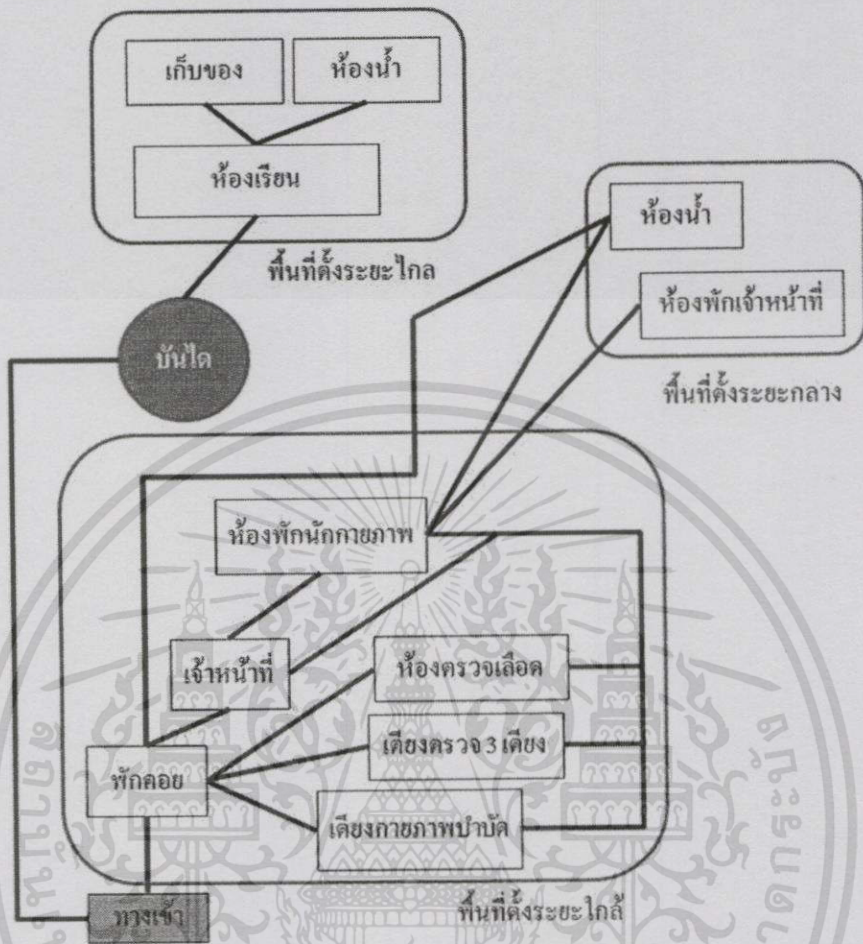 เก็บของ
ห้องน้ำ
ห้องเรียน
พื้นที่ตั้งระยะไกล
ห้องน้ำ
ห้องพักเจ้าหน้าที่
พื้นที่ตั้งระยะกลาง
บันได
ห้องพักนักกายภาพ
เจ้าหน้าที่
ห้องตรวจเลือด
เตียงตรวจ 3 เตียง
พักคอย
เตียงกายภาพบำบัด
ทางเข้า
พื้นที่ตั้งระยะใกล้